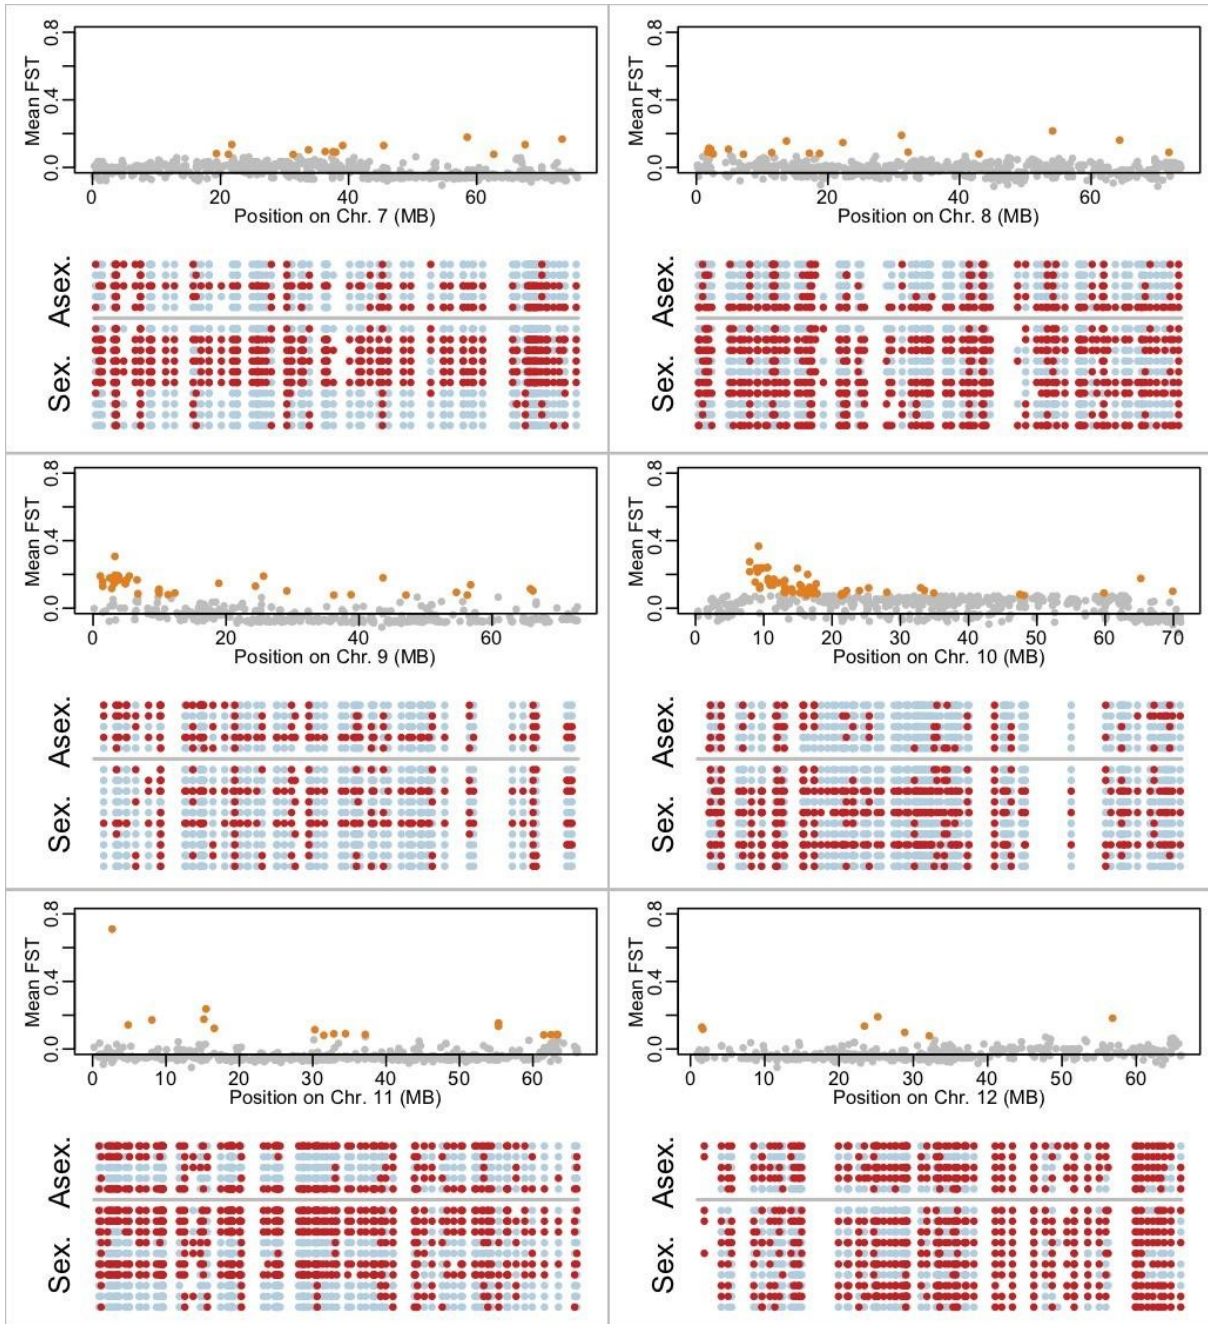 Mean FST
0.8
0.4
0.0
0 20 40 60
Position on Chr. 7 (MB)
Asex.
Sex.
Mean FST
0.8
0.4
0.0
0 20 40 60
Position on Chr. 8 (MB)
Asex.
Sex.
Mean FST
0.8
0.4
0.0
0 20 40 60
Position on Chr. 9 (MB)
Asex.
Sex.
Mean FST
0.8
0.4
0.0
0 10 20 30 40 50 60 70
Position on Chr. 10 (MB)
Asex.
Sex.
Mean FST
0.8
0.4
0.0
0 10 20 30 40 50 60
Position on Chr. 11 (MB)
Asex.
Sex.
Mean FST
0.8
0.4
0.0
0 10 20 30 40 50 60
Position on Chr. 12 (MB)
Asex.
Sex.